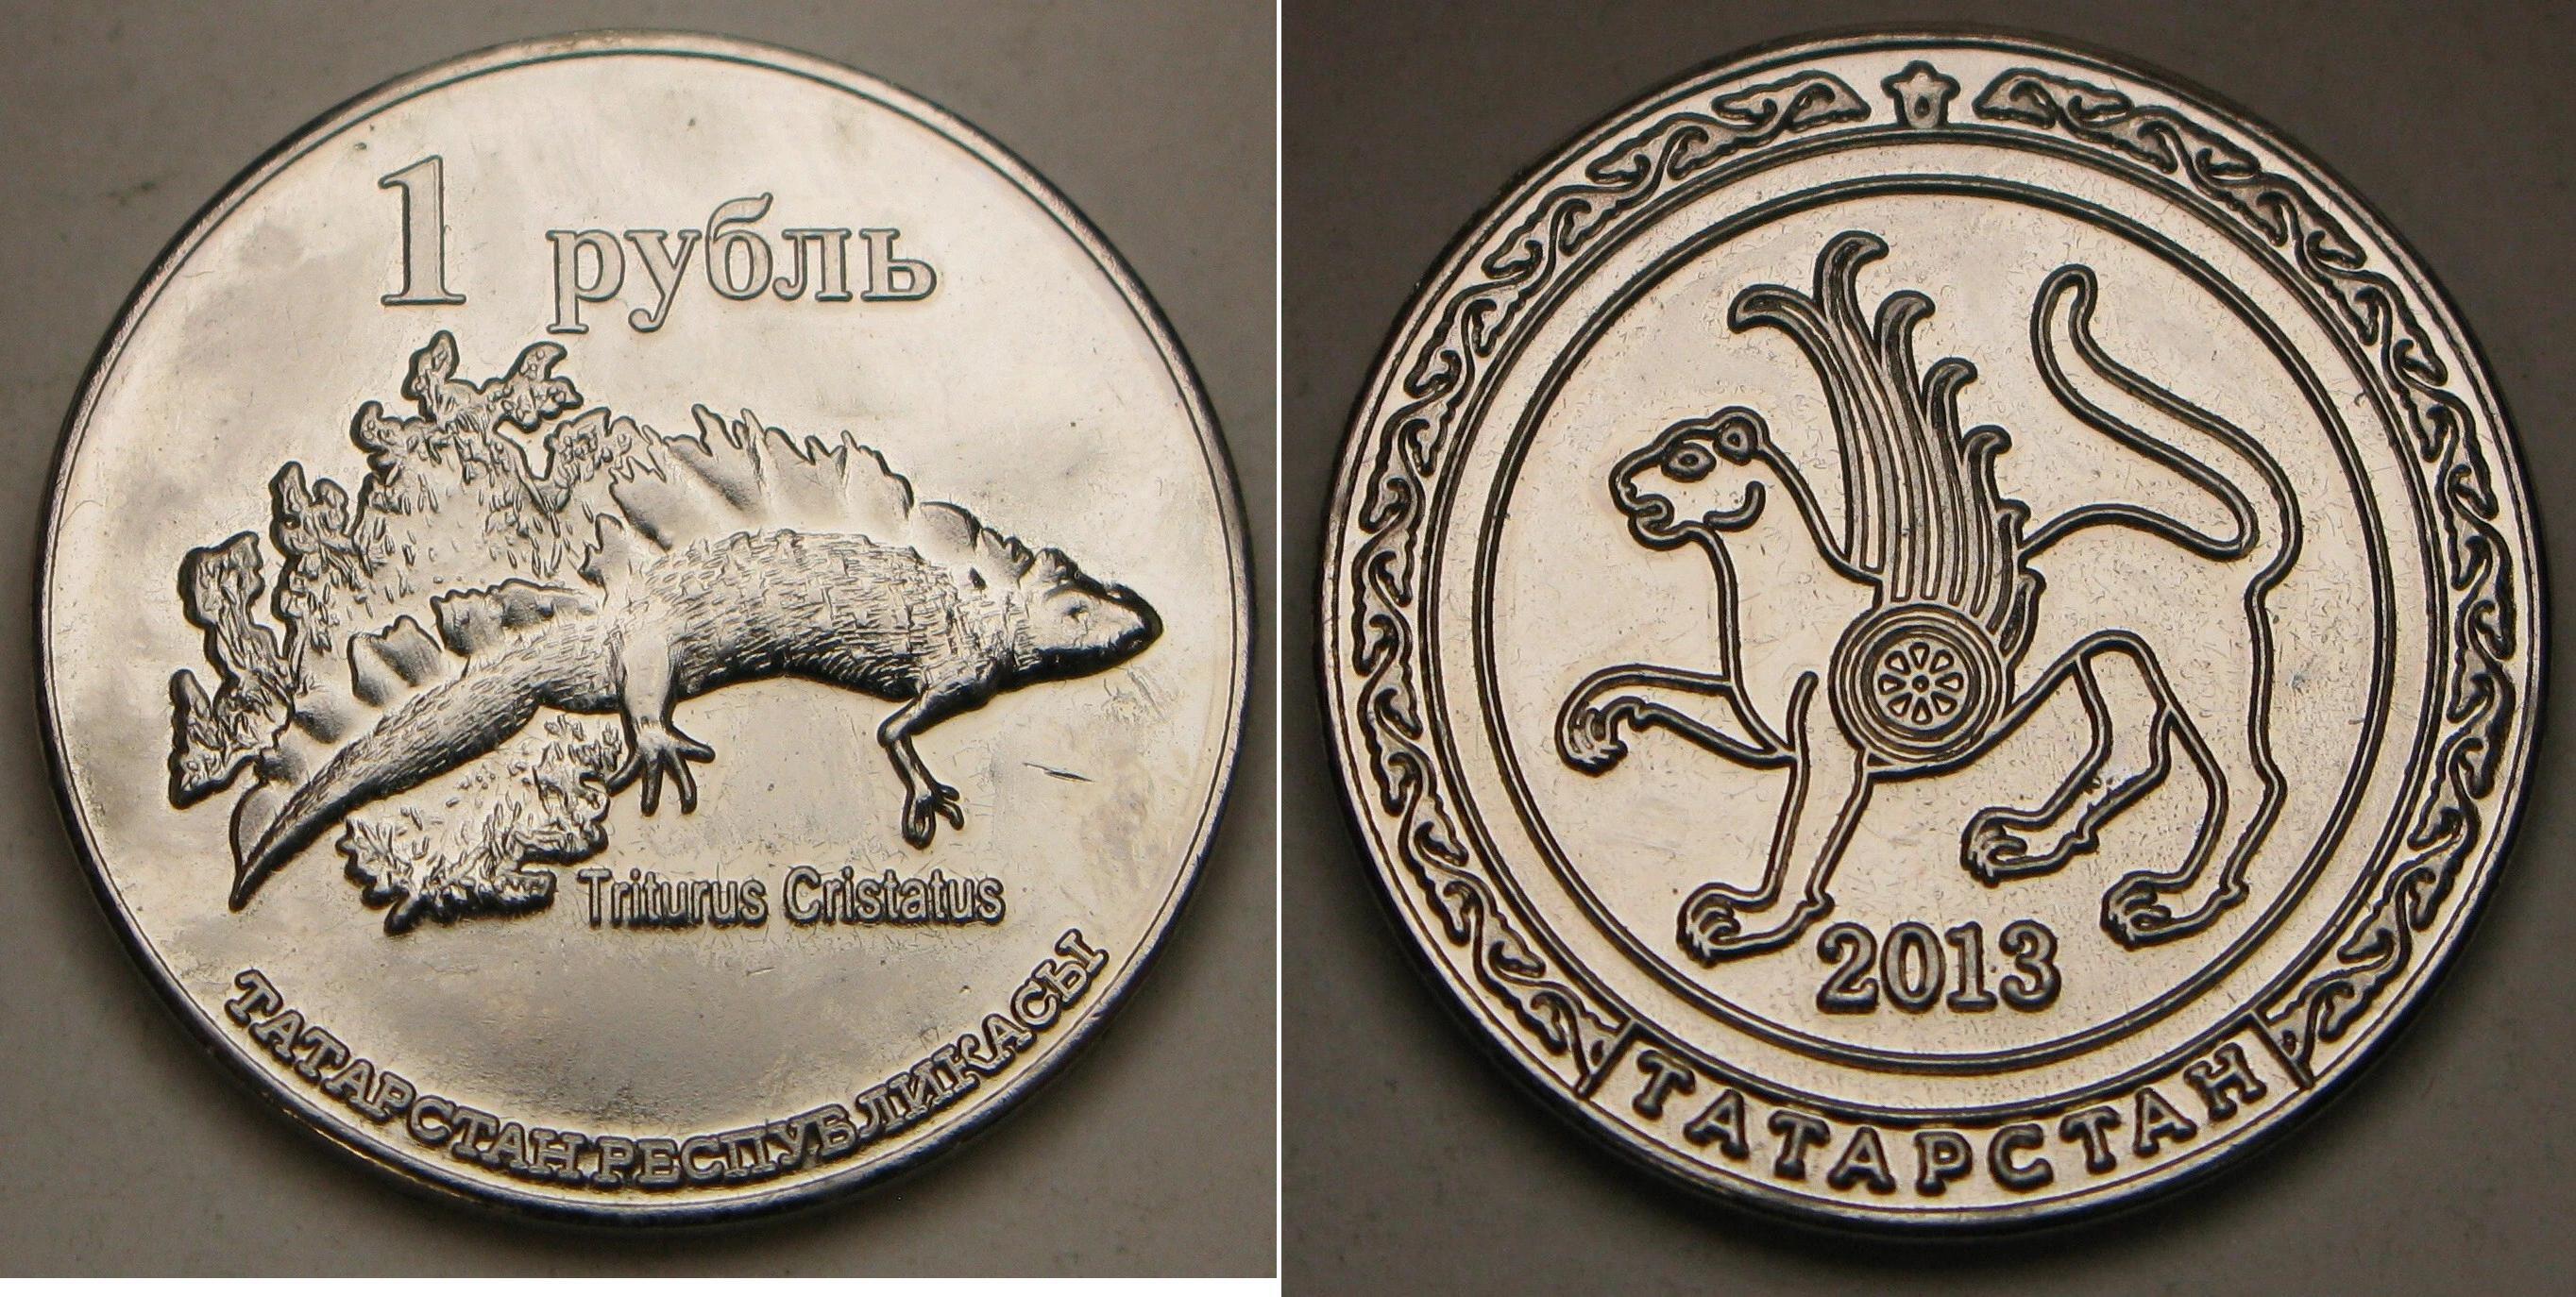 1 рубль
Triturus Cristatus
ТАТАРСТАН РЕСПУБЛИКАСЫ
2013
ТАТАРСТАН